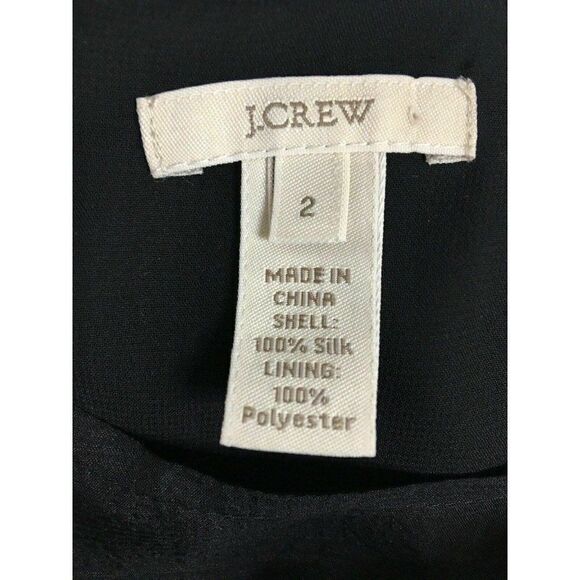 J.CREW
2
MADE IN
CHINA
SHELL:
100% Silk
LINING:
100%
Polyester